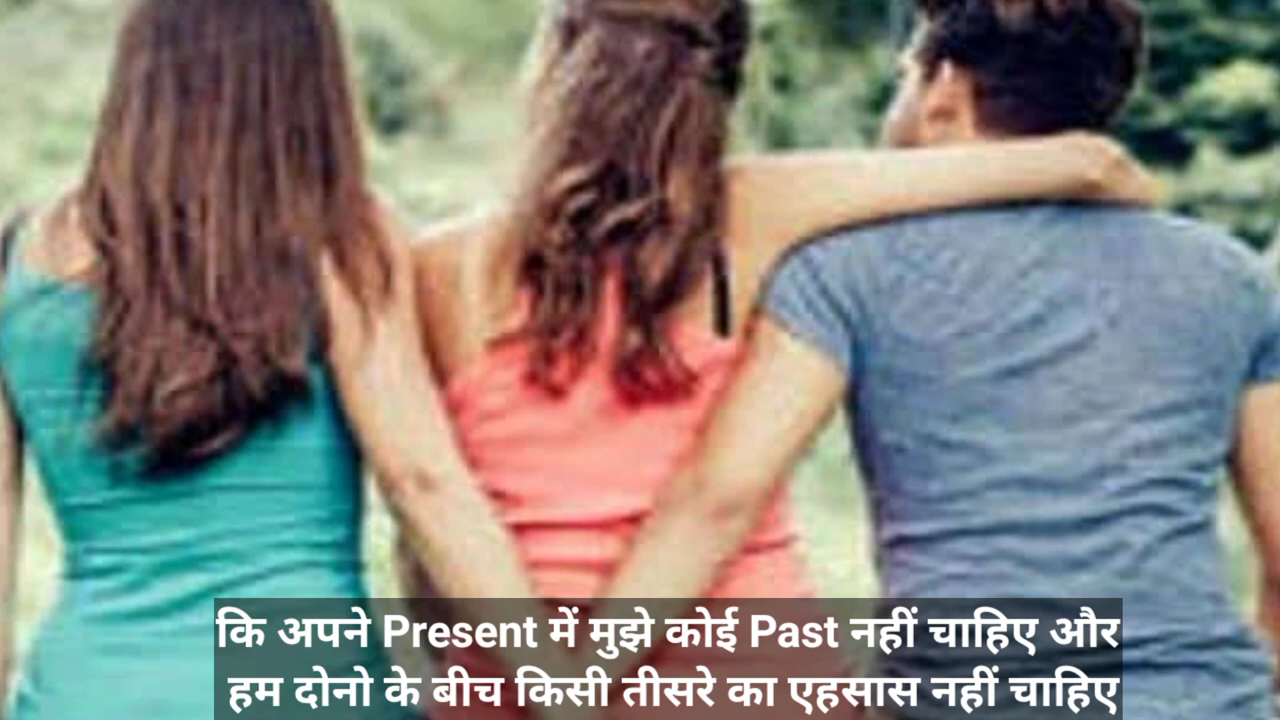 कि अपने Present में मुझे कोई Past नहीं चाहिए और
हम दोनो के बीच किसी तीसरे का एहसास नहीं चाहिए